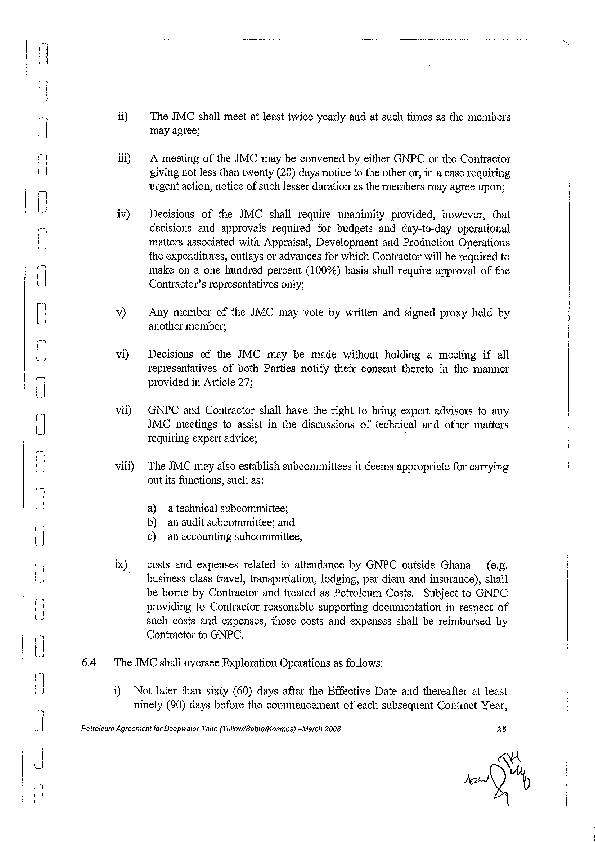 ii) The JMC shall meet at least twice yearly and at such times as the members
may agree;
iii) A meeting of the JMC may be convened by either GNPC or the Contractor
giving not less than twenty (20) days notice to the other or, in a case requiring
urgent action, notice of such lesser duration as the members may agree upon;
iv) Decisions of the JMC shall require unanimity provided, however, that
decisions and approvals required for budgets and day-to-day operational
matters associated with Appraisal, Development and Production Operations
the expenditures, outlays or advances for which Contractor will be required to
make on a one hundred percent (100%) basis shall require approval of the
Contractor's representatives only;
v) Any member of the JMC may vote by written and signed proxy held by
another member;
vi) Decisions of the JMC may be made without holding a meeting if all
representatives of both Parties notify their consent thereto in the manner
provided in Article 27;
vii) GNPC and Contractor shall have the right to bring expert advisors to any
JMC meetings to assist in the discussions of technical and other matters
requiring expert advice;
viii) The JMC may also establish subcommittees it deems appropriate for carrying
out its functions, such as:
a) a technical subcommittee;
b) an audit subcommittee; and
c) an accounting subcommittee,
ix) costs and expenses related to attendance by GNPC outside Ghana (e.g.
business class travel, transportation, lodging, per diem and insurance), shall
be borne by Contractor and treated as Petroleum Costs. Subject to GNPC
providing to Contractor reasonable supporting documentation in respect of
such costs and expenses, those costs and expenses shall be reimbursed by
Contractor to GNPC.
6.4 The JMC shall oversee Exploration Operations as follows:
i) Not later than sixty (60) days after the Effective Date and thereafter at least
ninety (90) days before the commencement of each subsequent Contract Year,
Petroleum Agreement for Deepwater Tano (Tullow/Sabre/Kosmos) –March 2006